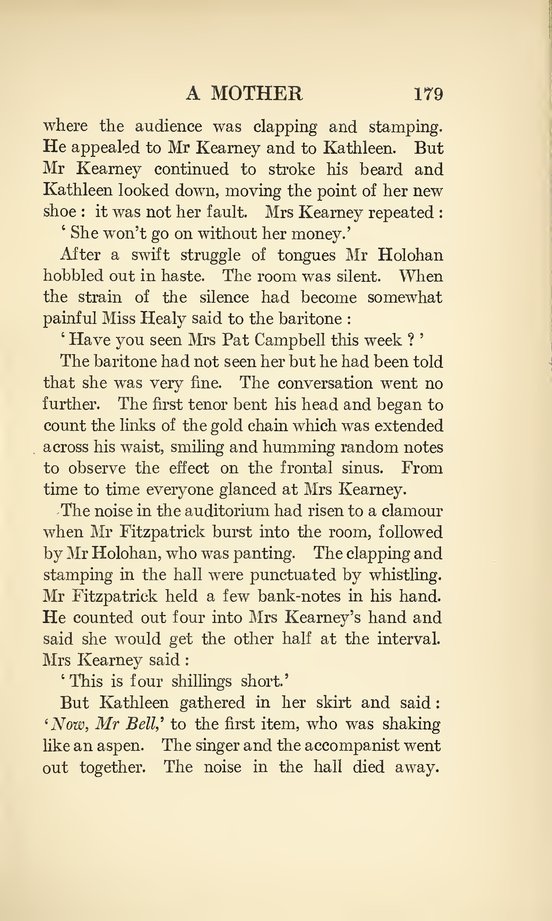 A MOTHER 179
where the audience was clapping and stamping.
He appealed to Mr Kearney and to Kathleen. But
Mr Kearney continued to stroke his beard and
Kathleen looked down, moving the point of her new
shoe : it was not her fault. Mrs Kearney repeated :
‘ She won’t go on without her money.’
After a swift struggle of tongues Mr Holohan
hobbled out in haste. The room was silent. When
the strain of the silence had become somewhat
painful Miss Healy said to the baritone :
‘ Have you seen Mrs Pat Campbell this week ? ’
The baritone had not seen her but he had been told
that she was very fine. The conversation went no
further. The first tenor bent his head and began to
count the links of the gold chain which was extended
across his waist, smiling and humming random notes
to observe the effect on the frontal sinus. From
time to time everyone glanced at Mrs Kearney.
The noise in the auditorium had risen to a clamour
when Mr Fitzpatrick burst into the room, followed
by Mr Holohan, who was panting. The clapping and
stamping in the hall were punctuated by whistling.
Mr Fitzpatrick held a few bank-notes in his hand.
He counted out four into Mrs Kearney’s hand and
said she would get the other half at the interval.
Mrs Kearney said :
‘ This is four shillings short.’
But Kathleen gathered in her skirt and said :
‘ Now, Mr Bell,’ to the first item, who was shaking
like an aspen. The singer and the accompanist went
out together. The noise in the hall died away.